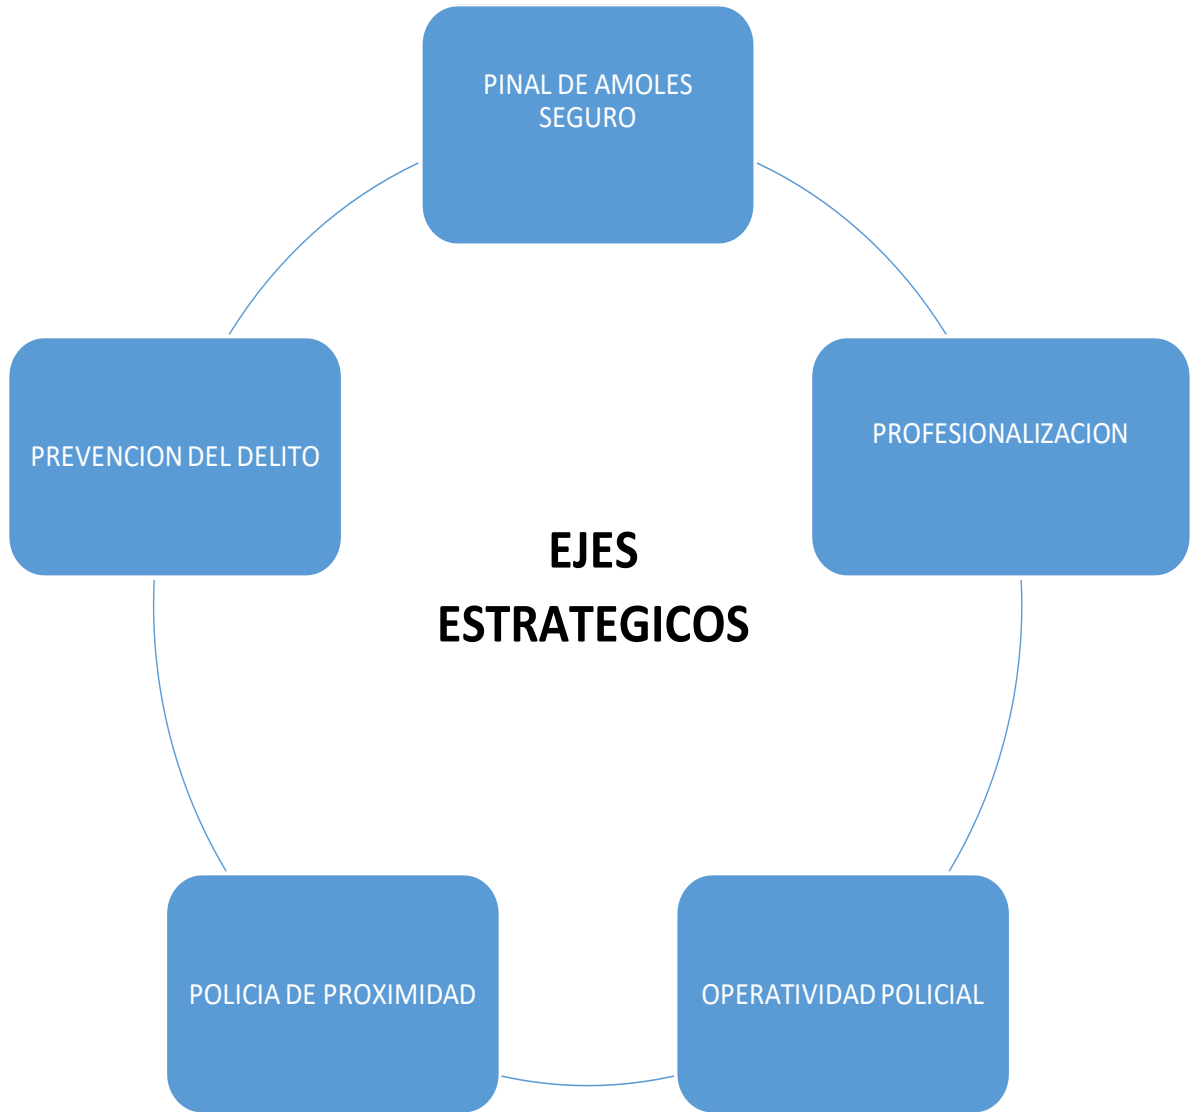 PINAL DE AMOLES
SEGURO
PROFESIONALIZACION
PREVENCION DEL DELITO
EJES
ESTRATEGICOS
POLICIA DE PROXIMIDAD
OPERATIVIDAD POLICIAL